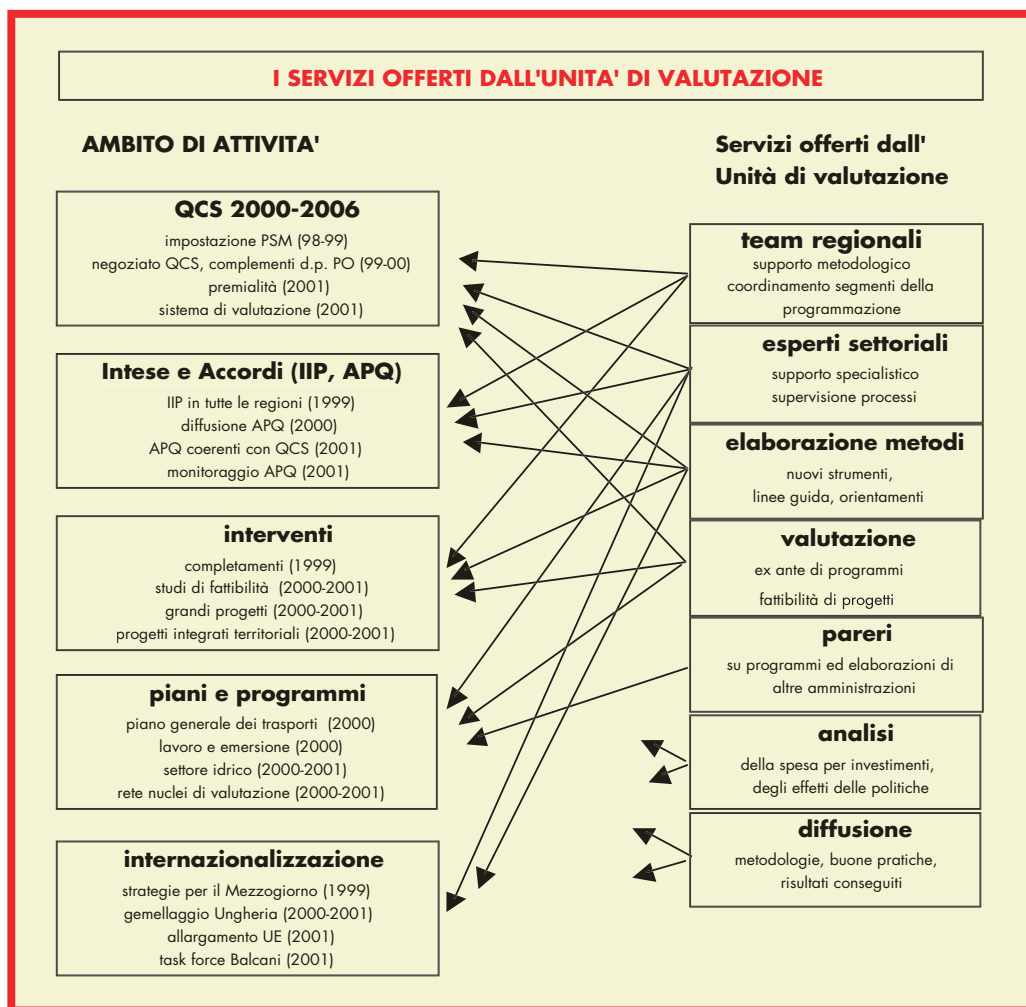 I SERVIZI OFFERTI DALL'UNITA' DI VALUTAZIONE
AMBITO DI ATTIVITA'
QCS 2000-2006
impostazione PSM (98-99)
negoziato QCS, complementi d.p. PO (99-00)
premialità (2001)
sistema di valutazione (2001)
Intese e Accordi (IIP, APQ)
IIP in tutte le regioni (1999)
diffusione APQ (2000)
APQ coerenti con QCS (2001)
monitoraggio APQ (2001)
interventi
completamenti (1999)
studi di fattibilità (2000-2001)
grandi progetti (2000-2001)
progetti integrati territoriali (2000-2001)
piani e programmi
piano generale dei trasporti (2000)
lavoro e emersione (2000)
settore idrico (2000-2001)
rete nuclei di valutazione (2000-2001)
internazionalizzazione
strategie per il Mezzogiorno (1999)
gemellaggio Ungheria (2000-2001)
allargamento UE (2001)
task force Balcani (2001)
Servizi offerti dall'
Unità di valutazione
team regionali
supporto metodologico
coordinamento segmenti della
programmazione
esperti settoriali
supporto specialistico
supervisione processi
elaborazione metodi
nuovi strumenti,
linee guida, orientamenti
valutazione
ex ante di programmi
fattibilità di progetti
pareri
su programmi ed elaborazioni di
altre amministrazioni
analisi
della spesa per investimenti,
degli effetti delle politiche
diffusione
metodologie, buone pratiche,
risultati conseguiti